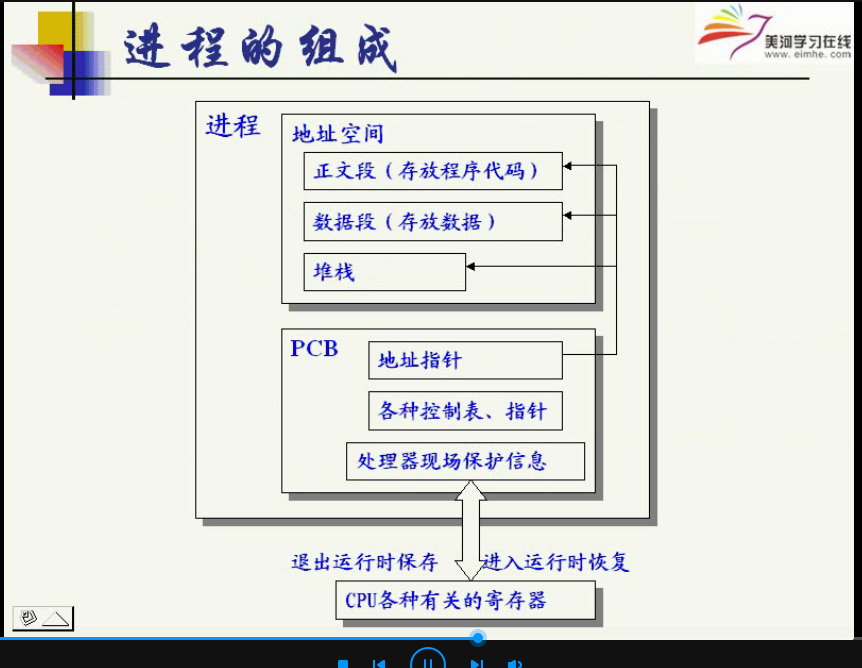 进程的组成
美河学习在线
www.eimhe.com
进程
地址空间
正文段（存放程序代码）
数据段（存放数据）
堆栈
PCB
地址指针
各种控制表、指针
处理器现场保护信息
退出运行时保存
进入运行时恢复
CPU各种有关的寄存器